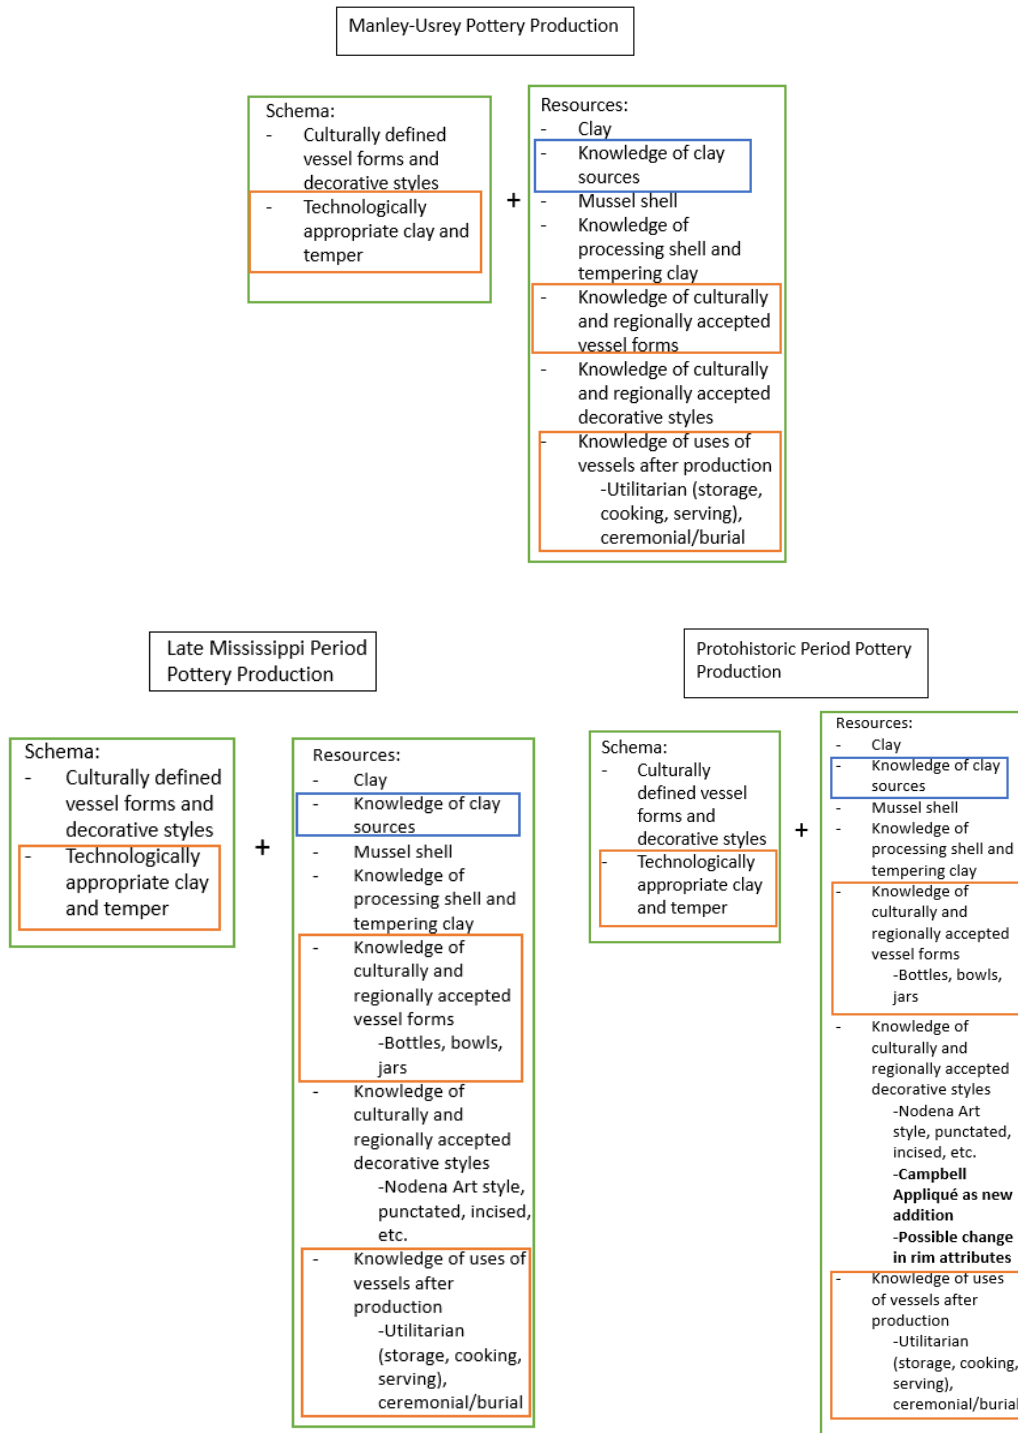 Manley-Usrey Pottery Production
Schema:
- Culturally defined
vessel forms and
decorative styles
- Technologically
appropriate clay and
temper
+
Resources:
- Clay
- Knowledge of clay
sources
- Mussel shell
- Knowledge of
processing shell and
tempering clay
- Knowledge of culturally
and regionally accepted
vessel forms
- Knowledge of culturally
and regionally accepted
decorative styles
- Knowledge of uses of
vessels after production
-Utilitarian (storage,
cooking, serving),
ceremonial/burial
Late Mississippi Period
Pottery Production
Schema:
- Culturally defined
vessel forms and
decorative styles
- Technologically
appropriate clay
and temper
+
Resources:
- Clay
- Knowledge of clay
sources
- Mussel shell
- Knowledge of
processing shell and
tempering clay
- Knowledge of
culturally and
regionally accepted
vessel forms
-Bottles, bowls,
jars
- Knowledge of
culturally and
regionally accepted
decorative styles
-Nodena Art style,
punctated, incised,
etc.
- Knowledge of uses of
vessels after
production
-Utilitarian
(storage, cooking,
serving),
ceremonial/burial
Protohistoric Period Pottery
Production
Schema:
- Culturally
defined vessel
forms and
decorative styles
- Technologically
appropriate clay
and temper
+
Resources:
- Clay
- Knowledge of clay
sources
- Mussel shell
- Knowledge of
processing shell and
tempering clay
- Knowledge of
culturally and
regionally accepted
vessel forms
-Bottles, bowls,
jars
- Knowledge of
culturally and
regionally accepted
decorative styles
-Nodena Art
style, punctated,
incised, etc.
-Campbell
Appliqué as new
addition
-Possible change
in rim attributes
- Knowledge of uses
of vessels after
production
-Utilitarian
(storage, cooking,
serving),
ceremonial/burial